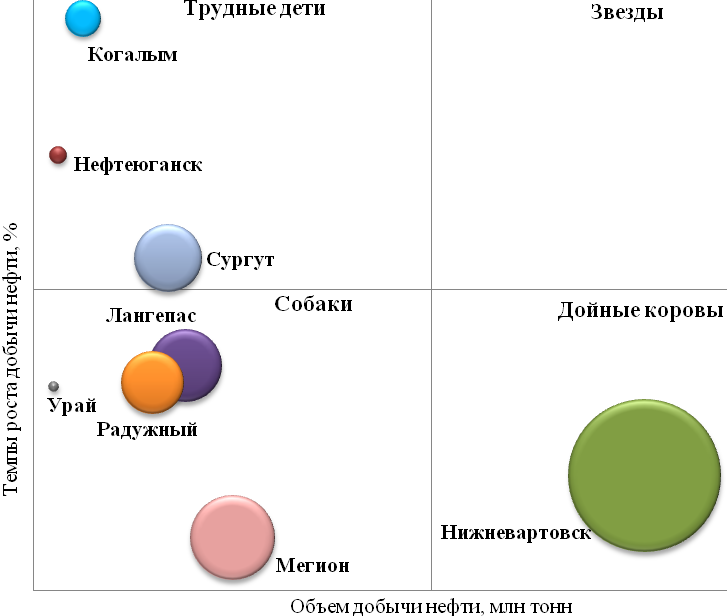 Трудные дети
Звезды
Когалым
Нефтеюганск
Сургут
Собаки
Дойные коровы
Лангепас
Урай
Радужный
Нижневартовск
Мегион
Темпы роста добычи нефти, %
Объем добычи нефти, млн тонн